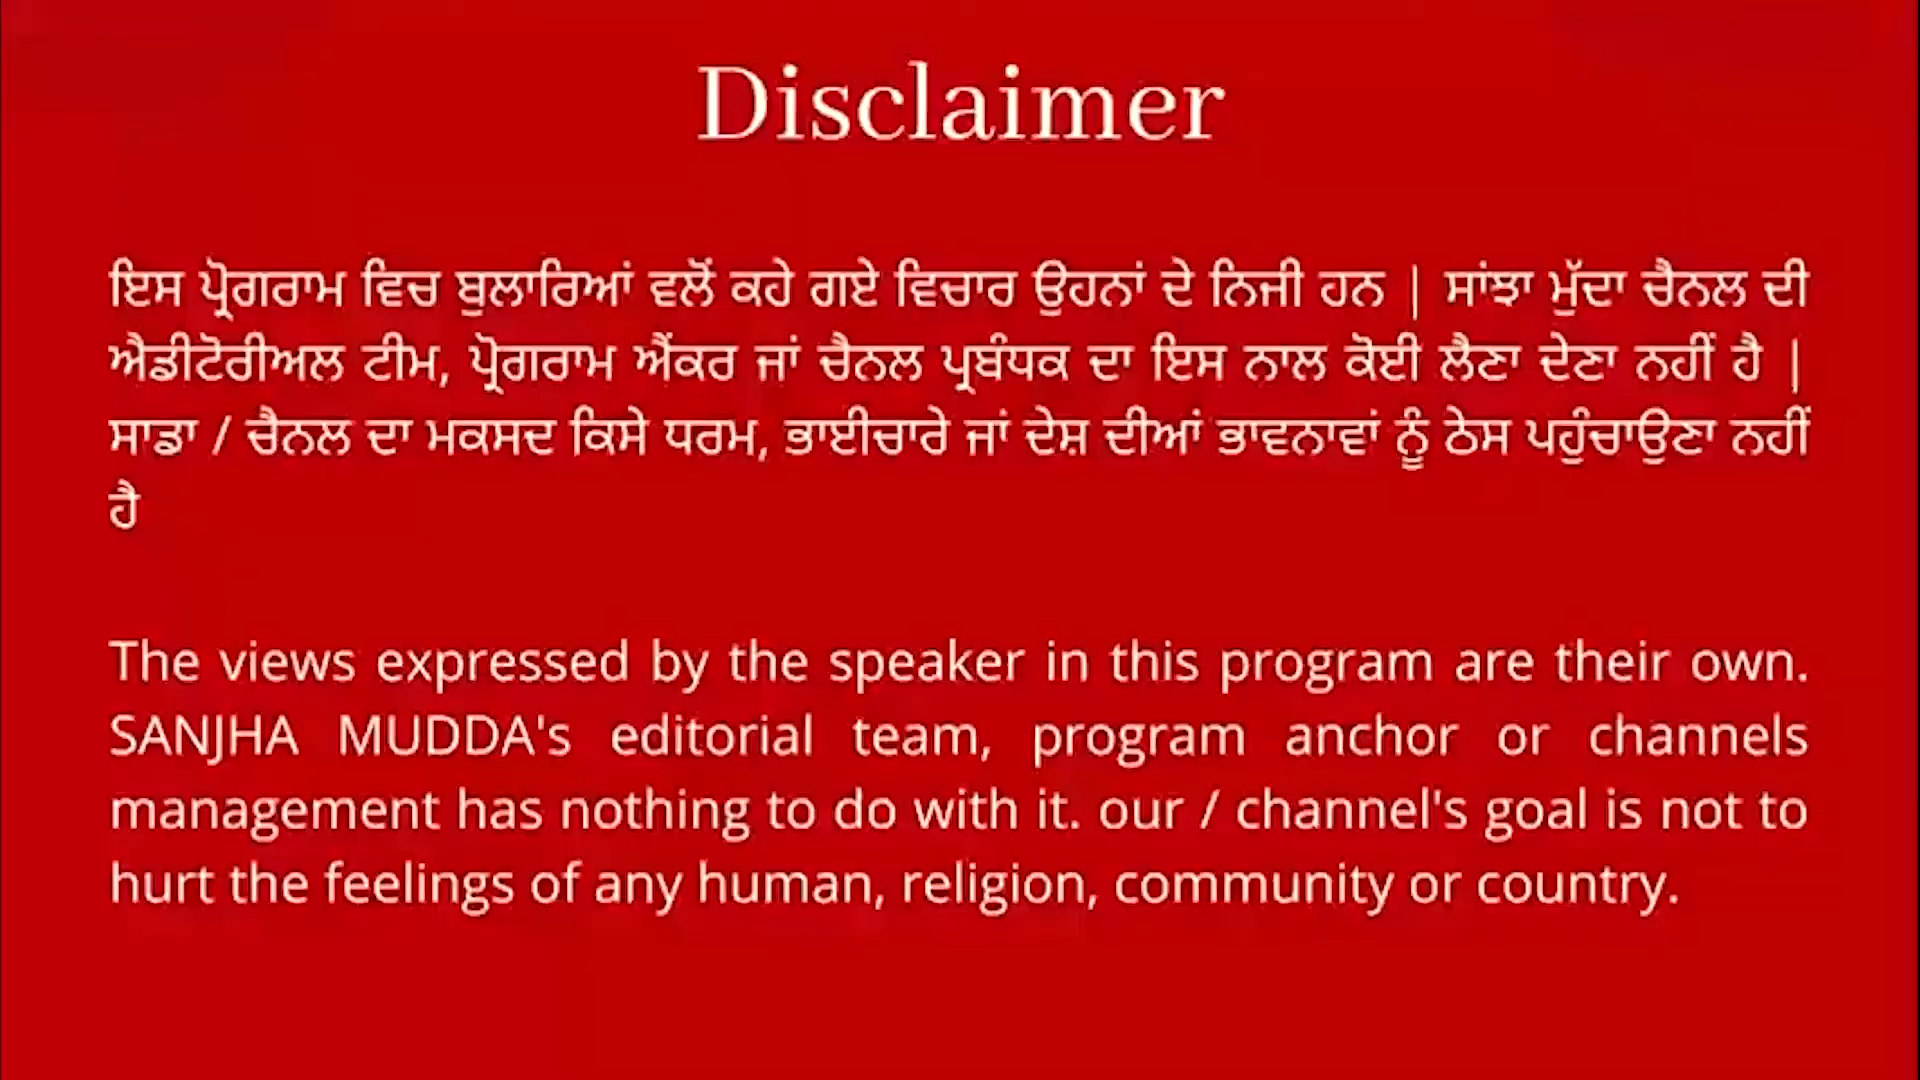 Disclaimer
ਇਸ ਪ੍ਰੋਗਰਾਮ ਵਿਚ ਬੁਲਾਰਿਆਂ ਵਲੋਂ ਕਹੇ ਗਏ ਵਿਚਾਰ ਉਹਨਾਂ ਦੇ ਨਿਜੀ ਹਨ | ਸਾਂਝਾ ਮੁੱਦਾ ਚੈਨਲ ਦੀ
ਐਡੀਟੋਰੀਅਲ ਟੀਮ, ਪ੍ਰੋਗਰਾਮ ਐਂਕਰ ਜਾਂ ਚੈਨਲ ਪ੍ਰਬੰਧਕ ਦਾ ਇਸ ਨਾਲ ਕੋਈ ਲੈਣਾ ਦੇਣਾ ਨਹੀਂ ਹੈ |
ਸਾਡਾ / ਚੈਨਲ ਦਾ ਮਕਸਦ ਕਿਸੇ ਧਰਮ, ਭਾਈਚਾਰੇ ਜਾਂ ਦੇਸ਼ ਦੀਆਂ ਭਾਵਨਾਵਾਂ ਨੂੰ ਠੇਸ ਪਹੁੰਚਾਉਣਾ ਨਹੀਂ
ਹੈ
The views expressed by the speaker in this program are their own.
SANJHA MUDDA's editorial team, program anchor or channels
management has nothing to do with it. our / channel's goal is not to
hurt the feelings of any human, religion, community or country.